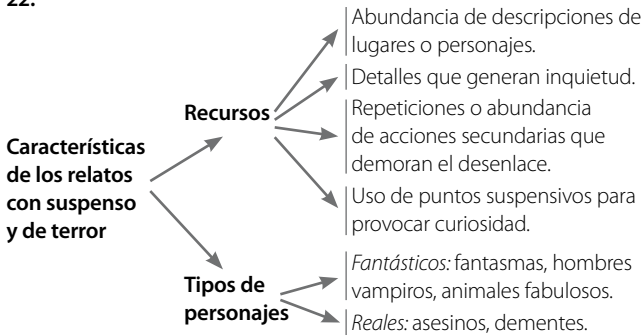 22.
Características
de los relatos
con suspenso
y de terror
Recursos
Abundancia de descripciones de
lugares o personajes.
Detalles que generan inquietud.
Repeticiones o abundancia
de acciones secundarias que
demoran el desenlace.
Uso de puntos suspensivos para
provocar curiosidad.
Tipos de
personajes
Fantásticos: fantasmas, hombres
vampiros, animales fabulosos.
Reales: asesinos, dementes.